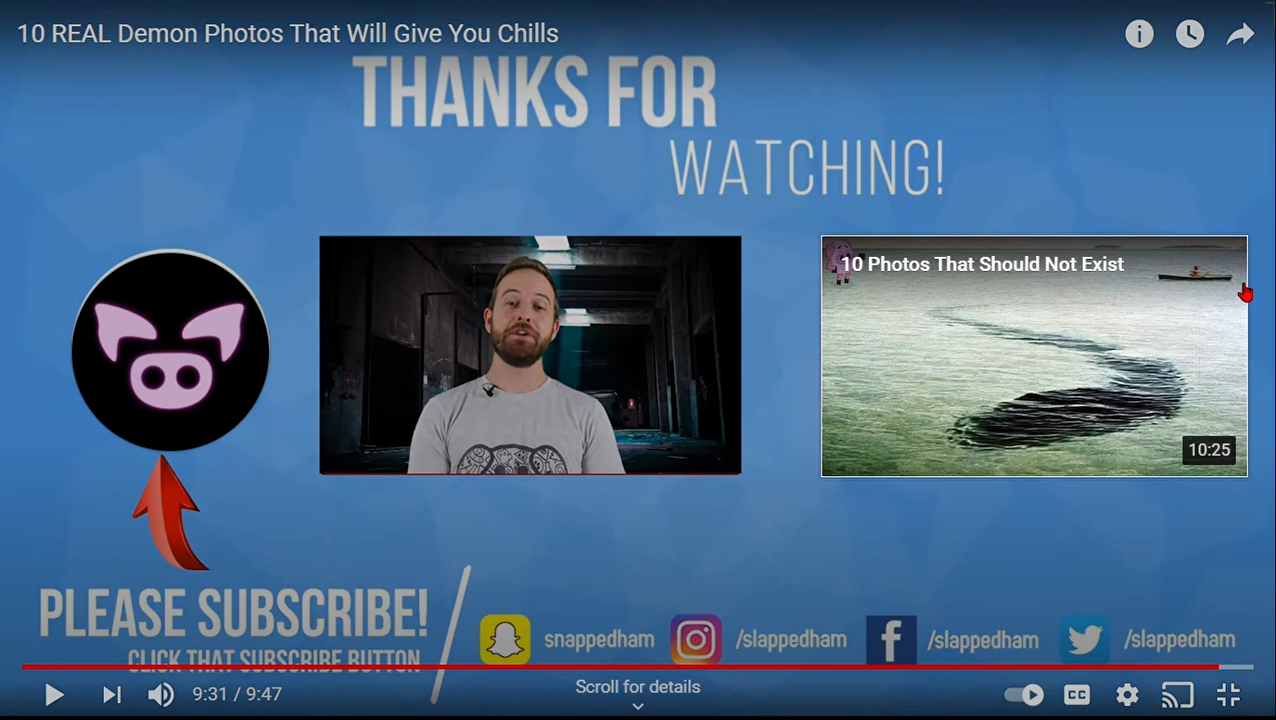 10 REAL Demon Photos That Will Give You Chills
THANKS FOR
WATCHING!
10 Photos That Should Not Exist
10:25
PLEASE SUBSCRIBE!
CLICK THAT SUBSCRIBE BUTTON
snappedham
/slappedham
/slappedham
/slappedham
9:31 / 9:47
Scroll for details
CC